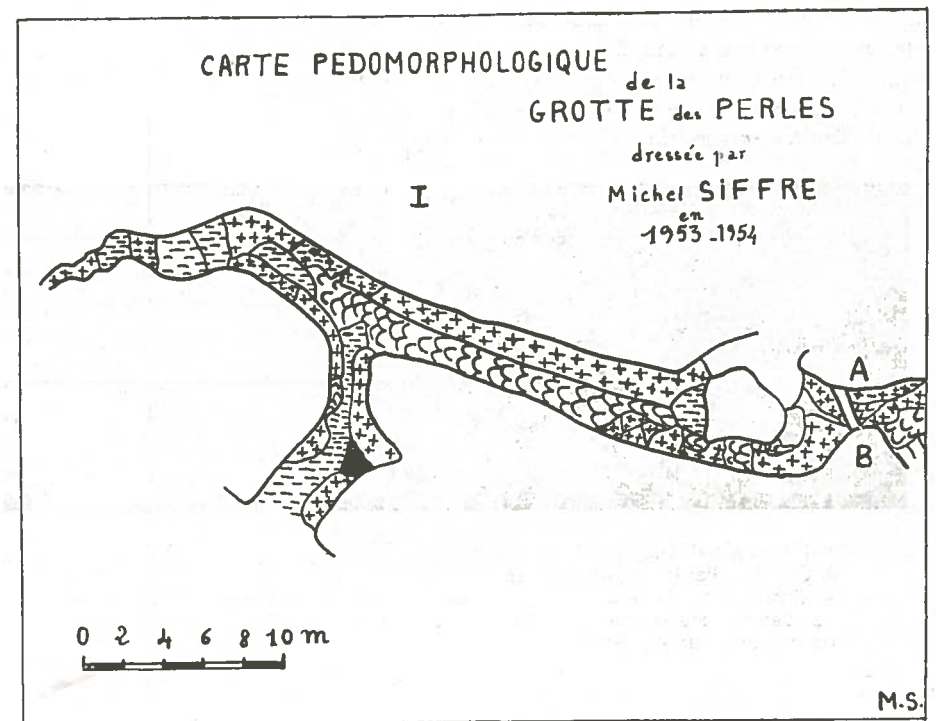 CARTE PEDOMORPHOLOGIQUE
de la
GROTTE des PERLES
dressée par
Michel SiFFRE
en
1953-1954
I
A
B
0 2 4 6 8 10 m
M.S.